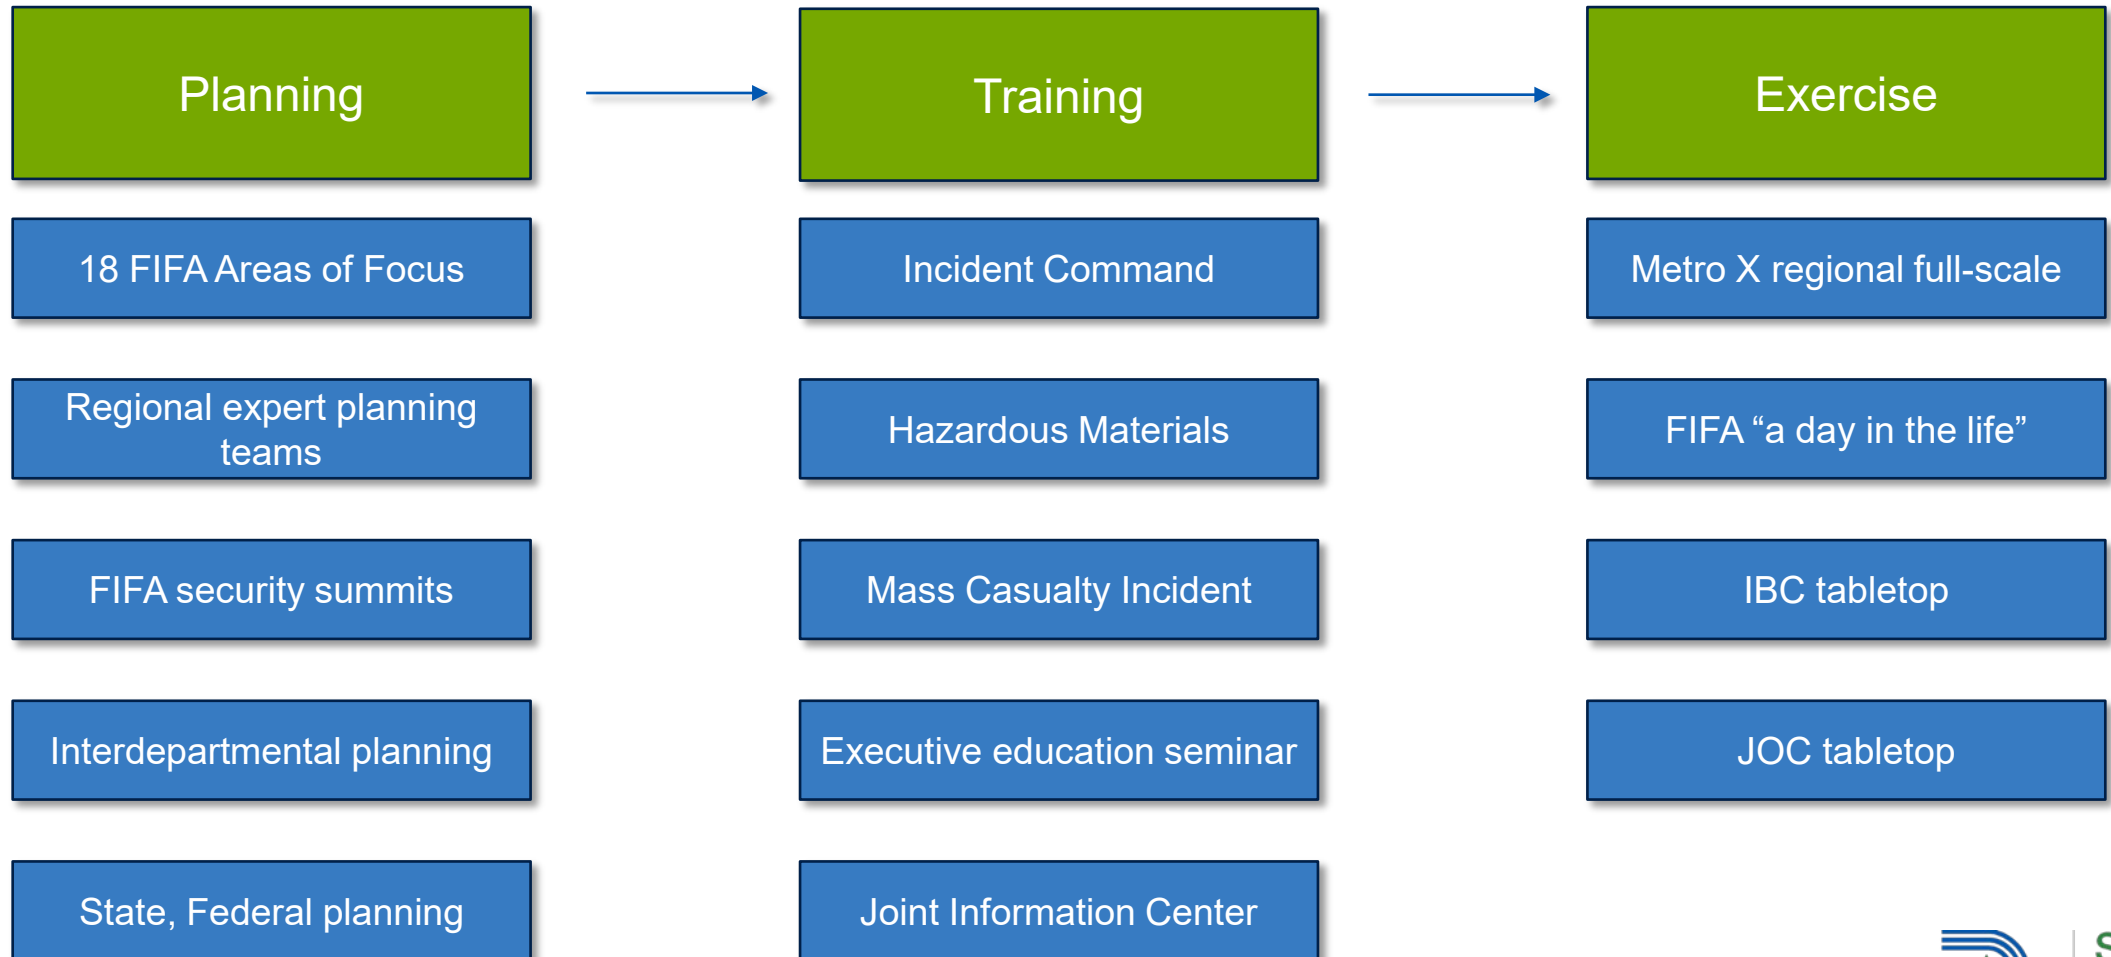 Planning
Training
Exercise
18 FIFA Areas of Focus
Incident Command
Metro X regional full-scale
Regional expert planning
teams
Hazardous Materials
FIFA “a day in the life”
FIFA security summits
Mass Casualty Incident
IBC tabletop
Interdepartmental planning
Executive education seminar
JOC tabletop
State, Federal planning
Joint Information Center